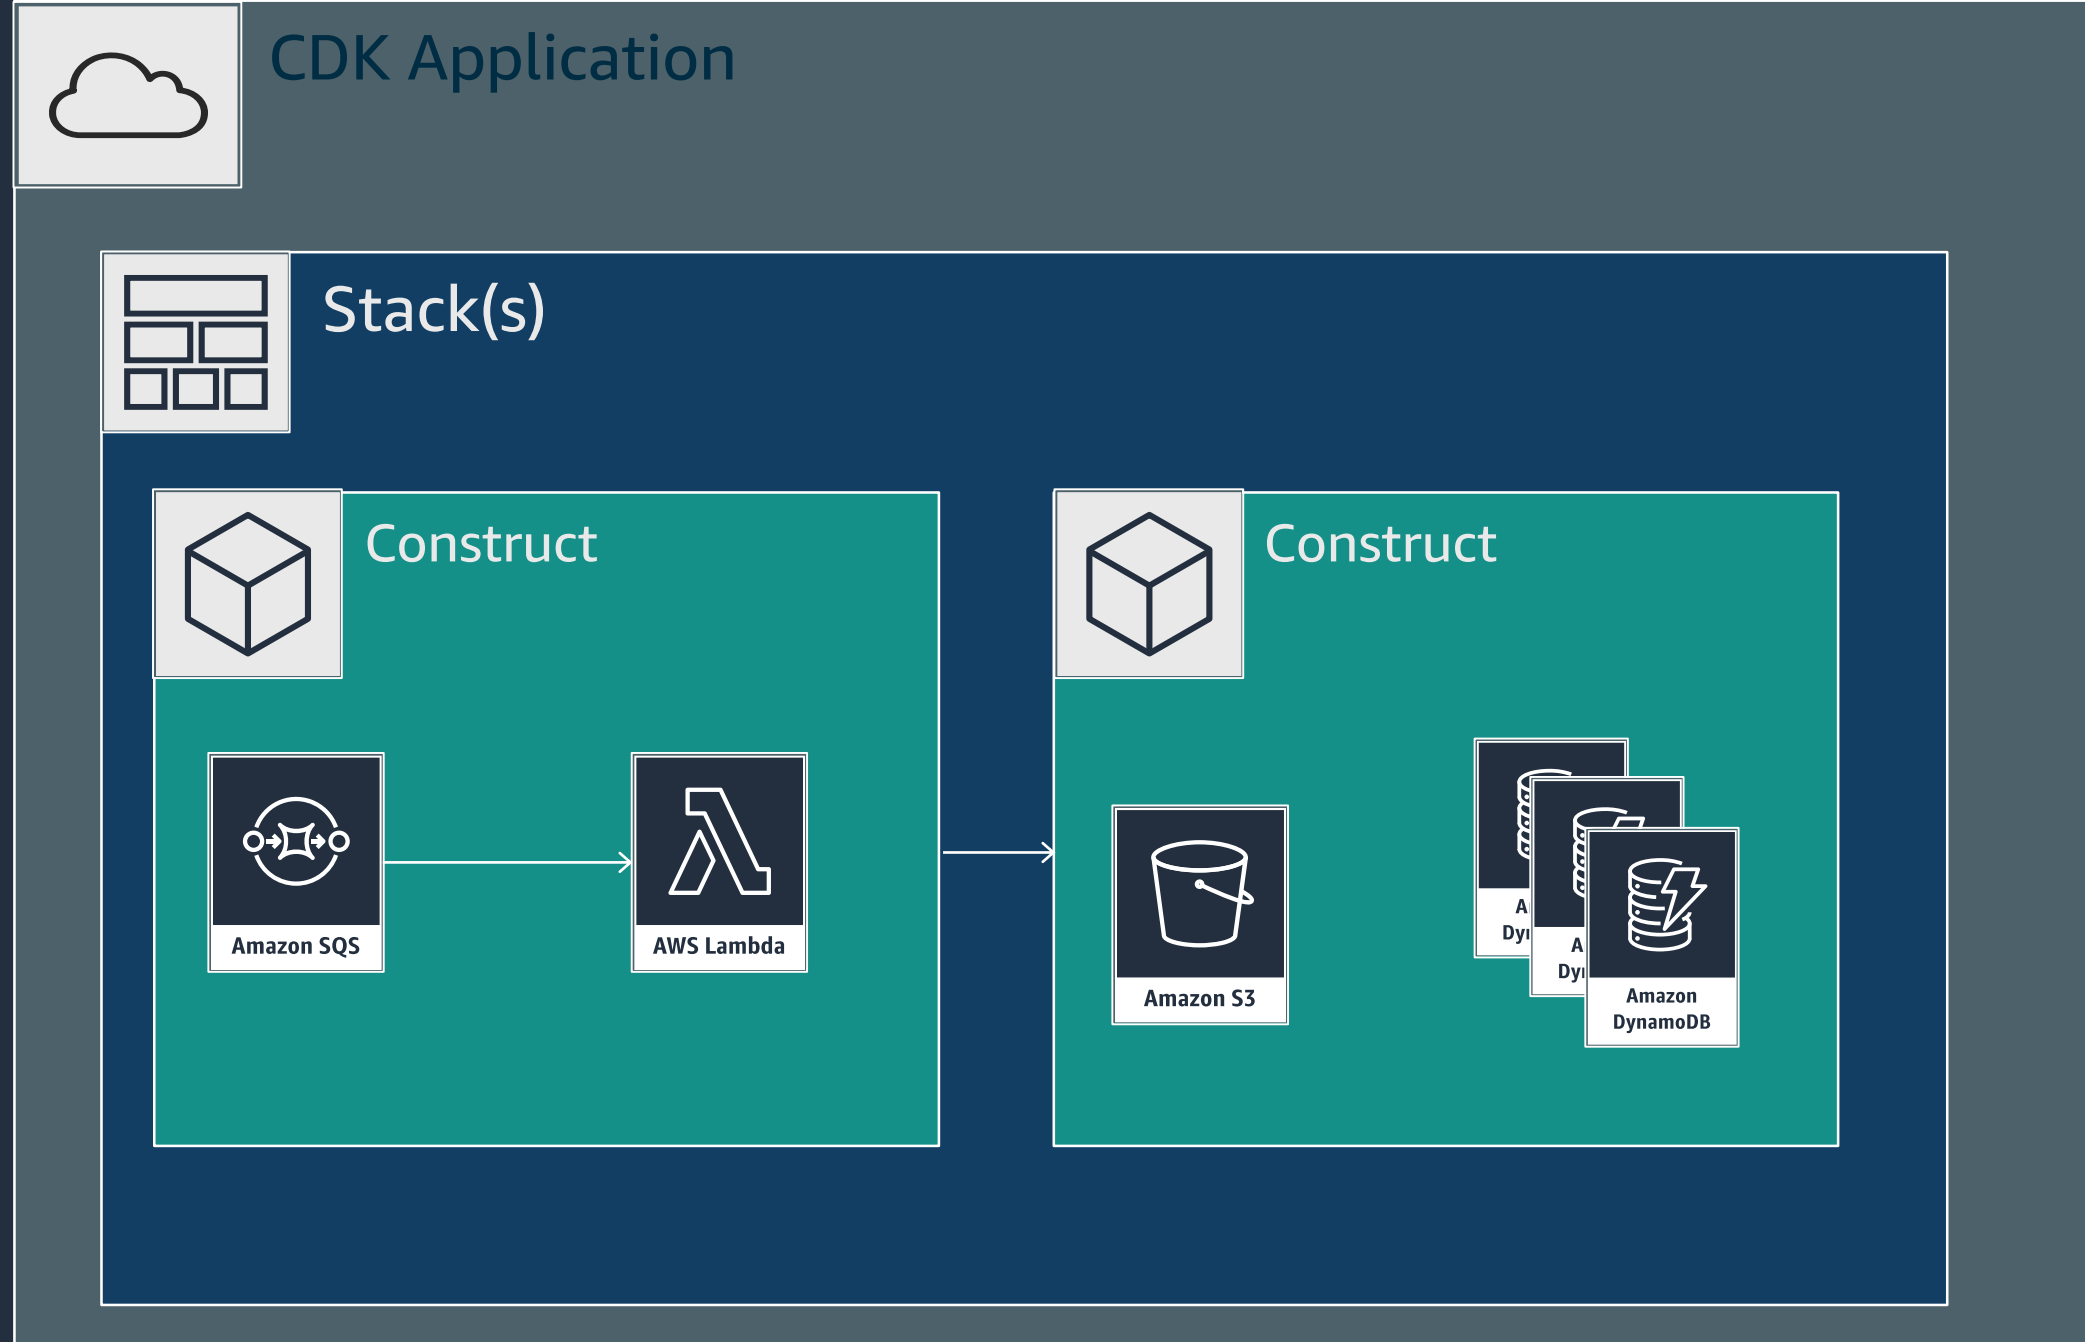 CDK Application
Stack(s)
Construct
Construct
Amazon SQS
AWS Lambda
Amazon S3
Amazon
DynamoDB